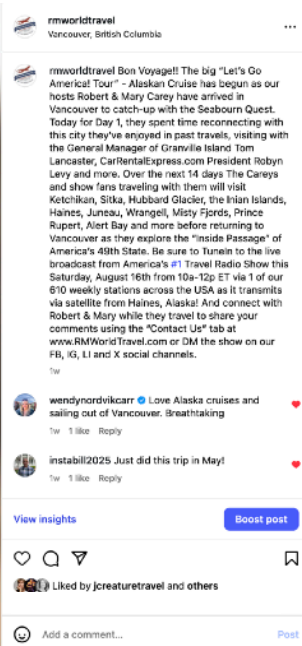 rmworldtravel
Vancouver, British Columbia
rmworldtravel Bon Voyage!! The big "Let's Go
America! Tour" - Alaskan Cruise has begun as our
hosts Robert & Mary Carey have arrived in
Vancouver to catch-up with the Seabourn Quest.
Today for Day 1, they spent time reconnecting with
this city they've enjoyed in past travels, visiting with
the General Manager of Granville Island Tom
Lancaster, CarRentalExpress.com President Robyn
Levy and more. Over the next 14 days The Careys
and show fans traveling with them will visit
Ketchikan, Sitka, Hubbard Glacier, the Inian Islands,
Haines, Juneau, Wrangell, Misty Fjords, Prince
Rupert, Alert Bay and more before returning to
Vancouver as they explore the "Inside Passage" of
America's 49th State. Be sure to TuneIn to the live
broadcast from America's #1 Travel Radio Show this
Saturday, August 16th from 10a-12p ET via 1 of our
610 weekly stations across the USA as it transmits
via satellite from Haines, Alaska! And connect with
Robert & Mary while they travel to share your
comments using the "Contact Us" tab at
www.RMWorldTravel.com or DM the show on our
FB, IG, LI and X social channels.
1w
wendynordvikcarr Love Alaska cruises and
sailing out of Vancouver. Breathtaking
1w 1 like Reply
instabill2025 Just did this trip in May!
1w 1 like Reply
View insights
Boost post
Liked by jcreaturetravel and others
Add a comment...
Post